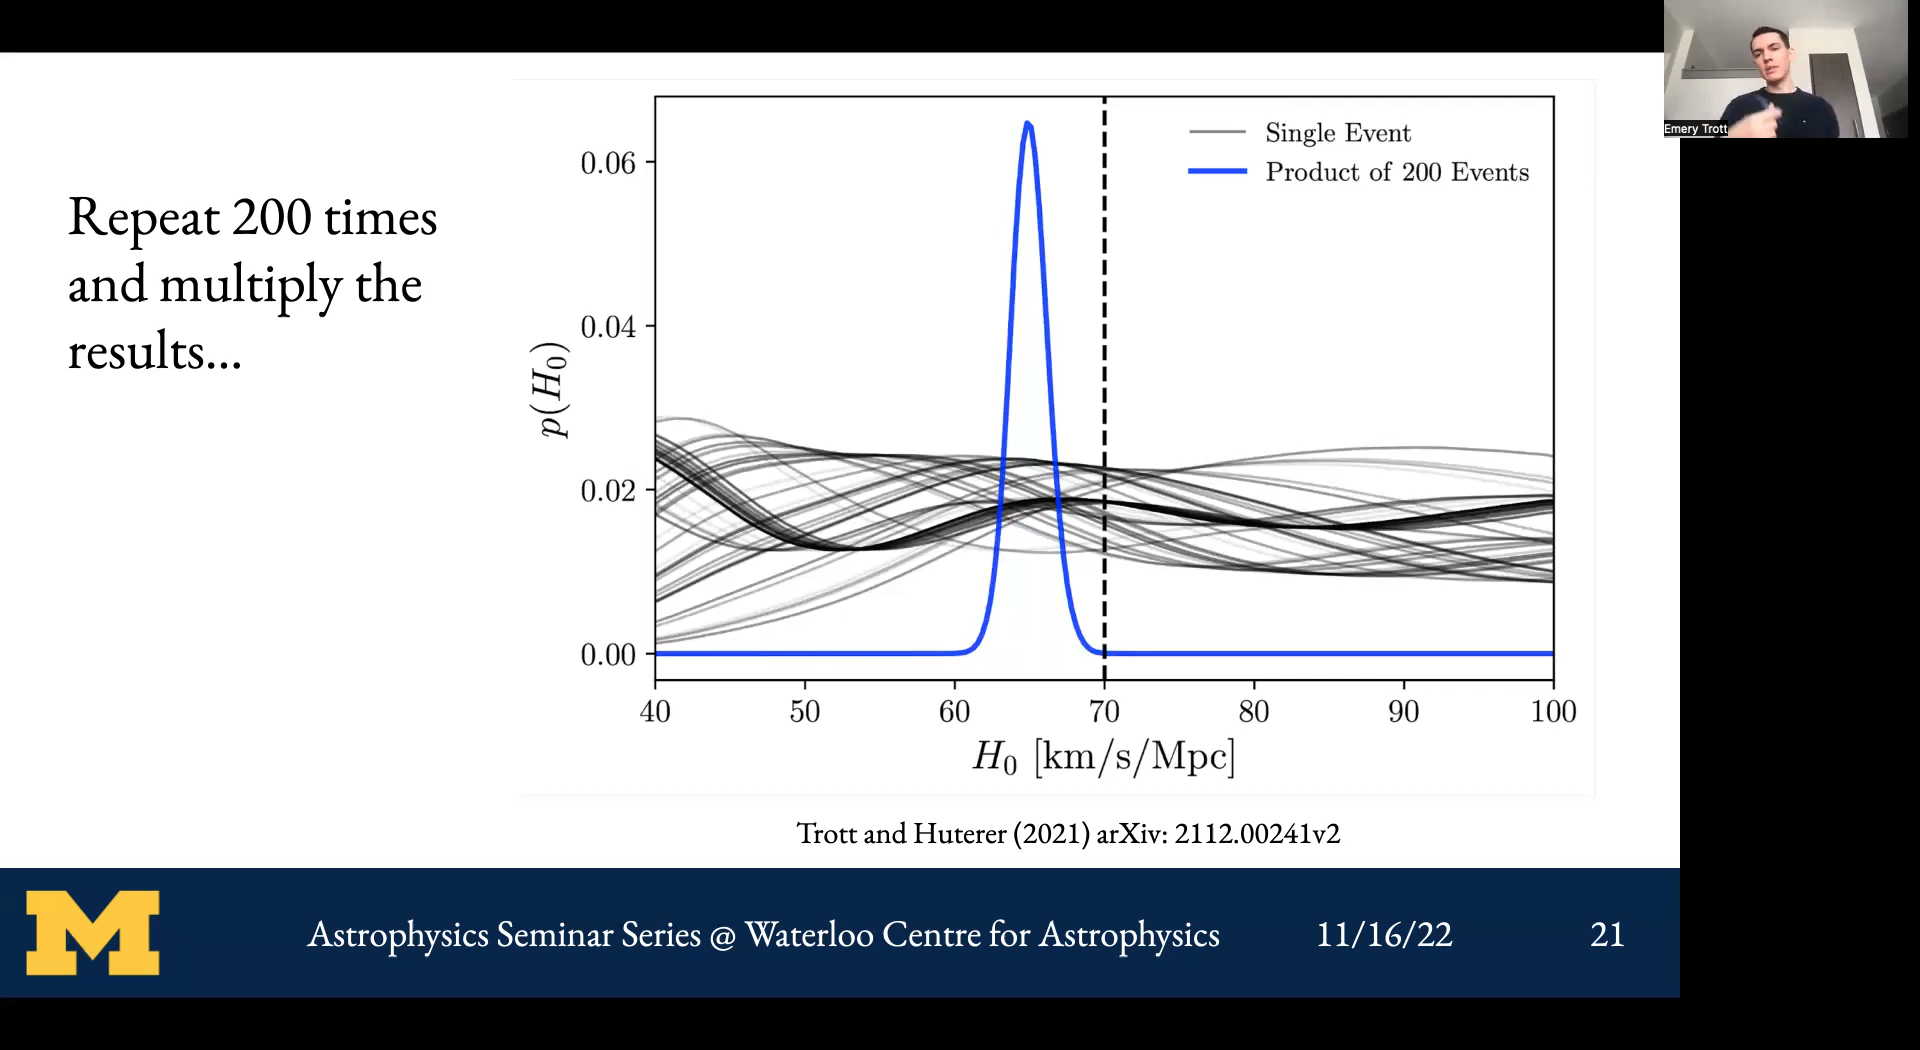 Emery Trott
Repeat 200 times
and multiply the
results...
Single Event
Product of 200 Events
p(H₀)
0.06
0.04
0.02
0.00
40 50 60 70 80 90 100
H₀ [km/s/Mpc]
Trott and Huterer (2021) arXiv: 2112.00241v2
M
Astrophysics Seminar Series @ Waterloo Centre for Astrophysics 11/16/22 21